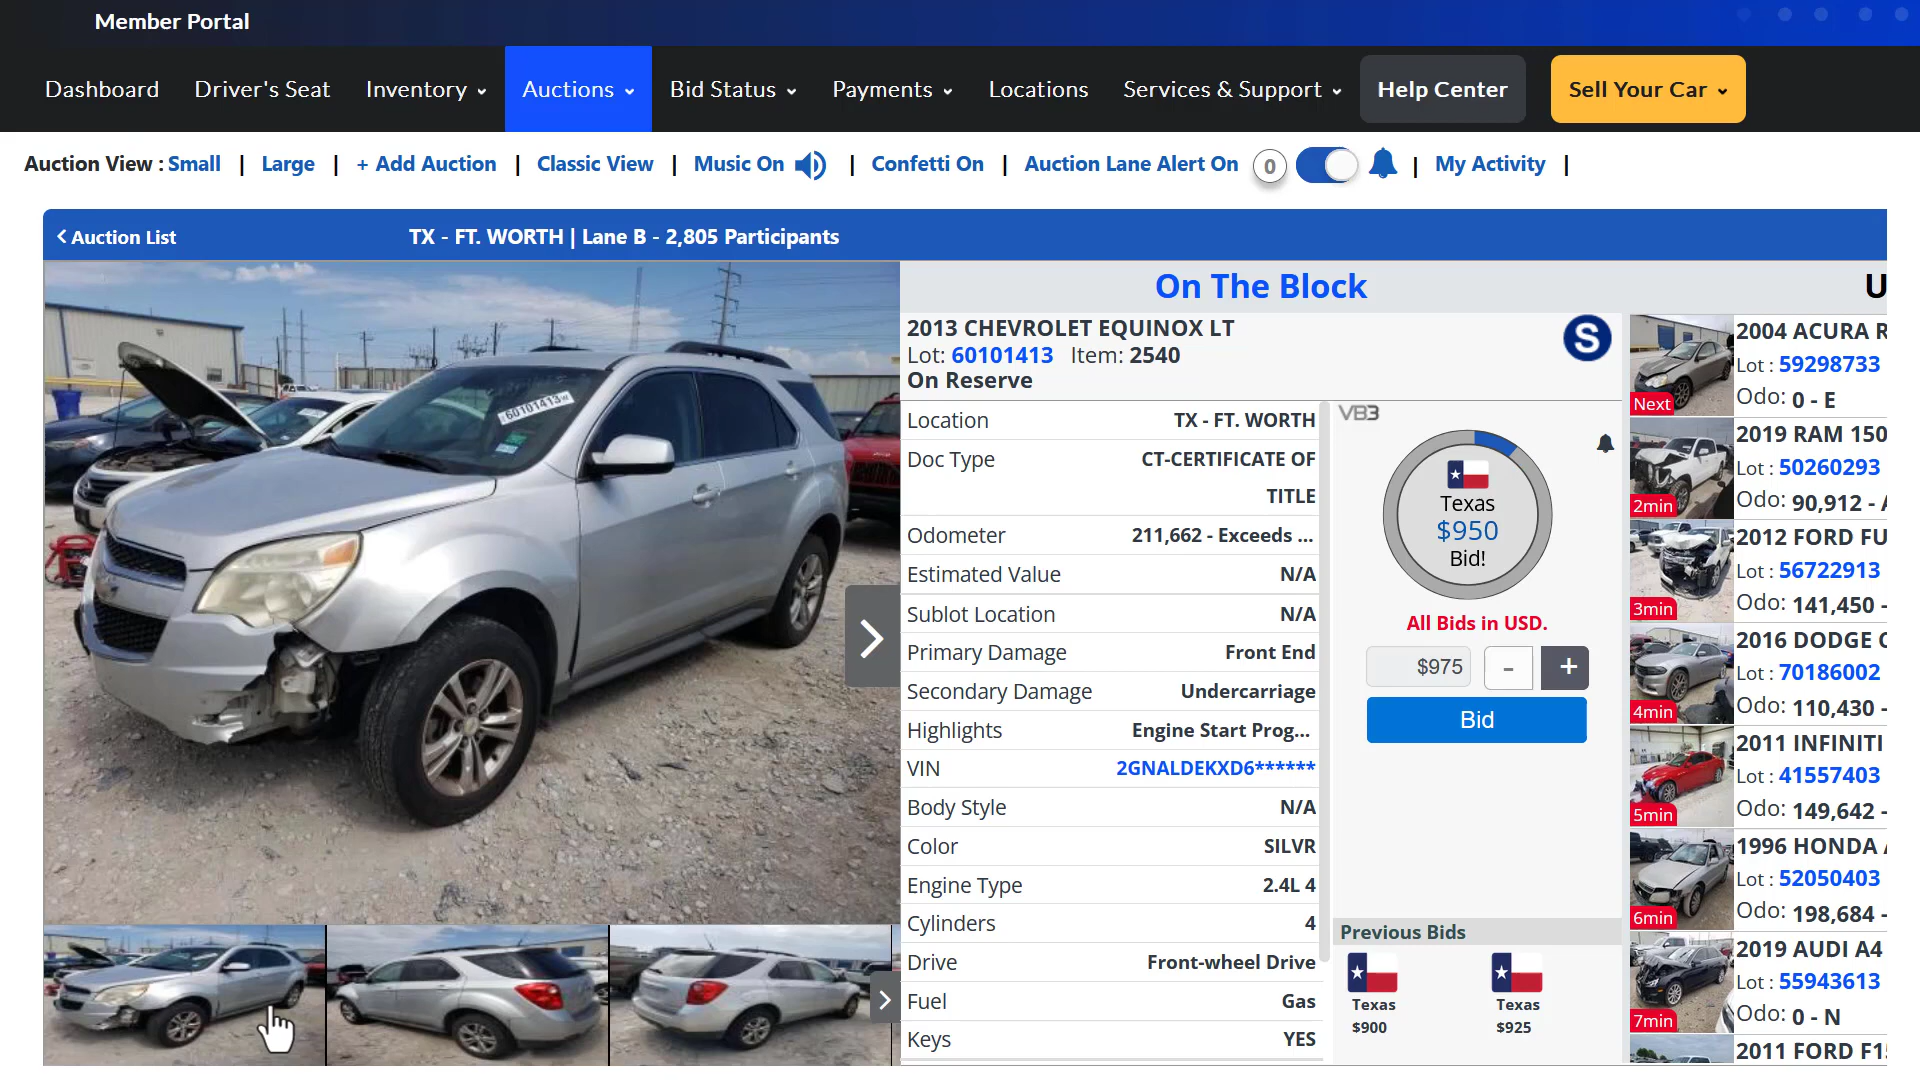 Member Portal
Dashboard Driver's Seat Inventory Auctions Bid Status Payments Locations Services & Support Help Center Sell Your Car
Auction View : Small | Large | + Add Auction | Classic View | Music On | Confetti On | Auction Lane Alert On 0 | My Activity |
Auction List TX - FT. WORTH | Lane B - 2,805 Participants
60101413
On The Block
2013 CHEVROLET EQUINOX LT
Lot: 60101413 Item: 2540
On Reserve
S
Location TX - FT. WORTH
Doc Type CT-CERTIFICATE OF
TITLE
Odometer 211,662 - Exceeds ...
Estimated Value N/A
Sublot Location N/A
Primary Damage Front End
Secondary Damage Undercarriage
Highlights Engine Start Prog...
VIN 2GNALDEKXD6******
Body Style N/A
Color SILVR
Engine Type 2.4L 4
Cylinders 4
Drive Front-wheel Drive
Fuel Gas
Keys YES
VB3
Texas
$950
Bid!
All Bids in USD.
$975 - +
Bid
Previous Bids
Texas Texas
$900 $925
U
2004 ACURA R
Lot : 59298733
Odo: 0 - E
Next
2019 RAM 150
Lot : 50260293
Odo: 90,912 - A
2min
2012 FORD FU
Lot : 56722913
Odo: 141,450 -
3min
2016 DODGE C
Lot : 70186002
Odo: 110,430 -
4min
2011 INFINITI
Lot : 41557403
Odo: 149,642 -
5min
1996 HONDA A
Lot : 52050403
Odo: 198,684 -
6min
2019 AUDI A4
Lot : 55943613
Odo: 0 - N
7min
2011 FORD F1